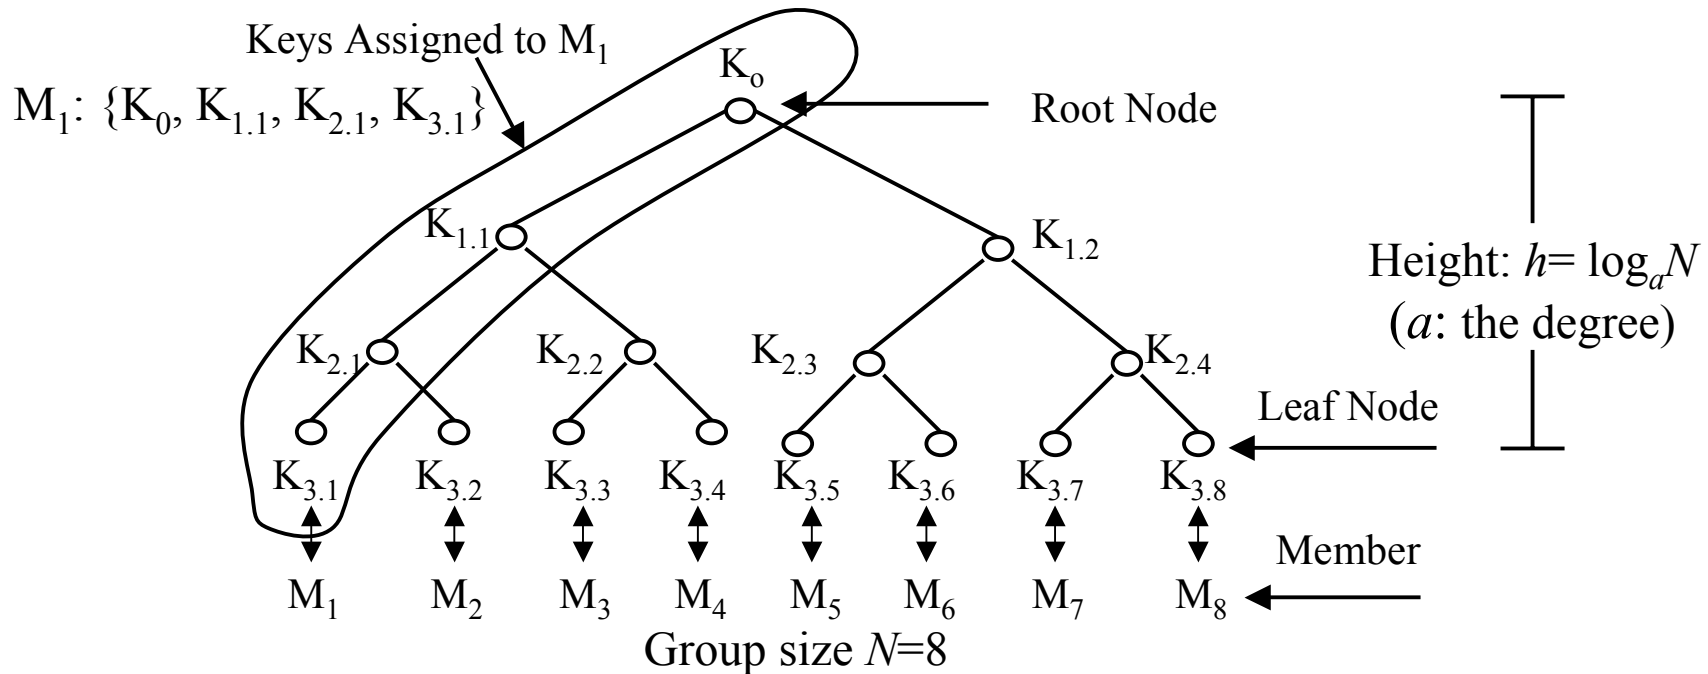 Keys Assigned to M₁
M₁: {K₀, K₁.₁, K₂.₁, K₃.₁}
Kₒ
Root Node
K₁.₁
K₁.₂
Height: h= logₐN
(a: the degree)
K₂.₁
K₂.₂
K₂.₃
K₂.₄
Leaf Node
K₃.₁ K₃.₂ K₃.₃ K₃.₄ K₃.₅ K₃.₆ K₃.₇ K₃.₈
Member
M₁ M₂ M₃ M₄ M₅ M₆ M₇ M₈
Group size N=8